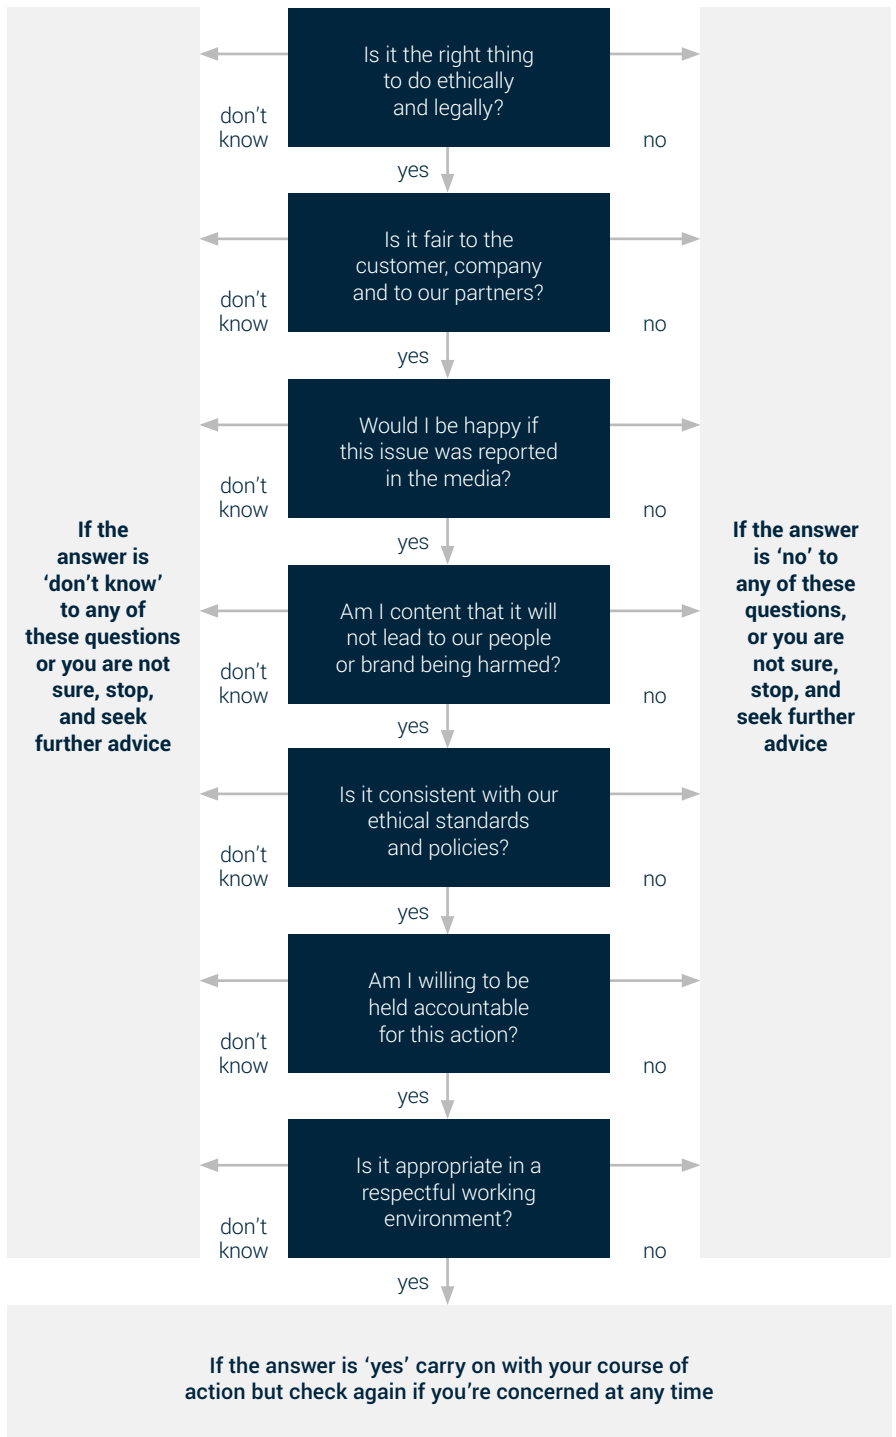 Is it the right thing
to do ethically
and legally?
don't
know
no
yes
Is it fair to the
customer, company
and to our partners?
don't
know
no
yes
Would I be happy if
this issue was reported
in the media?
don't
know
no
yes
If the
answer is
‘don't know’
to any of
these questions
or you are not
sure, stop,
and seek
further advice
If the answer
is ‘no’ to
any of these
questions,
or you are
not sure,
stop, and
seek further
advice
Am I content that it will
not lead to our people
or brand being harmed?
don't
know
no
yes
Is it consistent with our
ethical standards
and policies?
don't
know
no
yes
Am I willing to be
held accountable
for this action?
don't
know
no
yes
Is it appropriate in a
respectful working
environment?
don't
know
no
yes
If the answer is ‘yes’ carry on with your course of
action but check again if you're concerned at any time